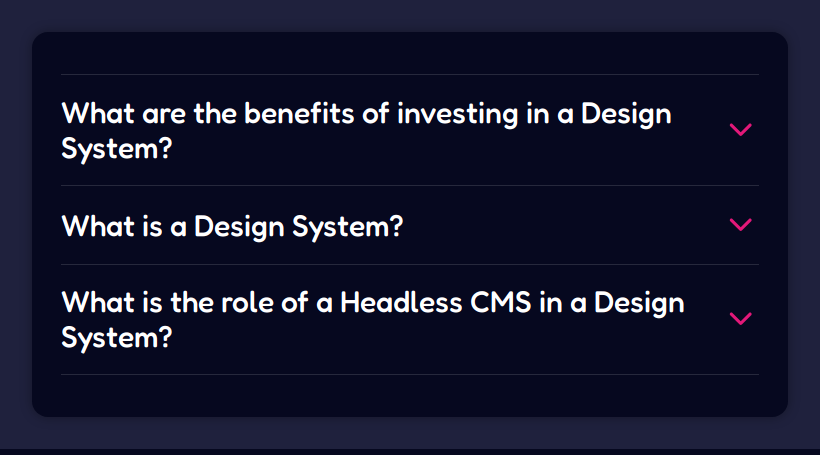 What are the benefits of investing in a Design
System?
What is a Design System?
What is the role of a Headless CMS in a Design
System?